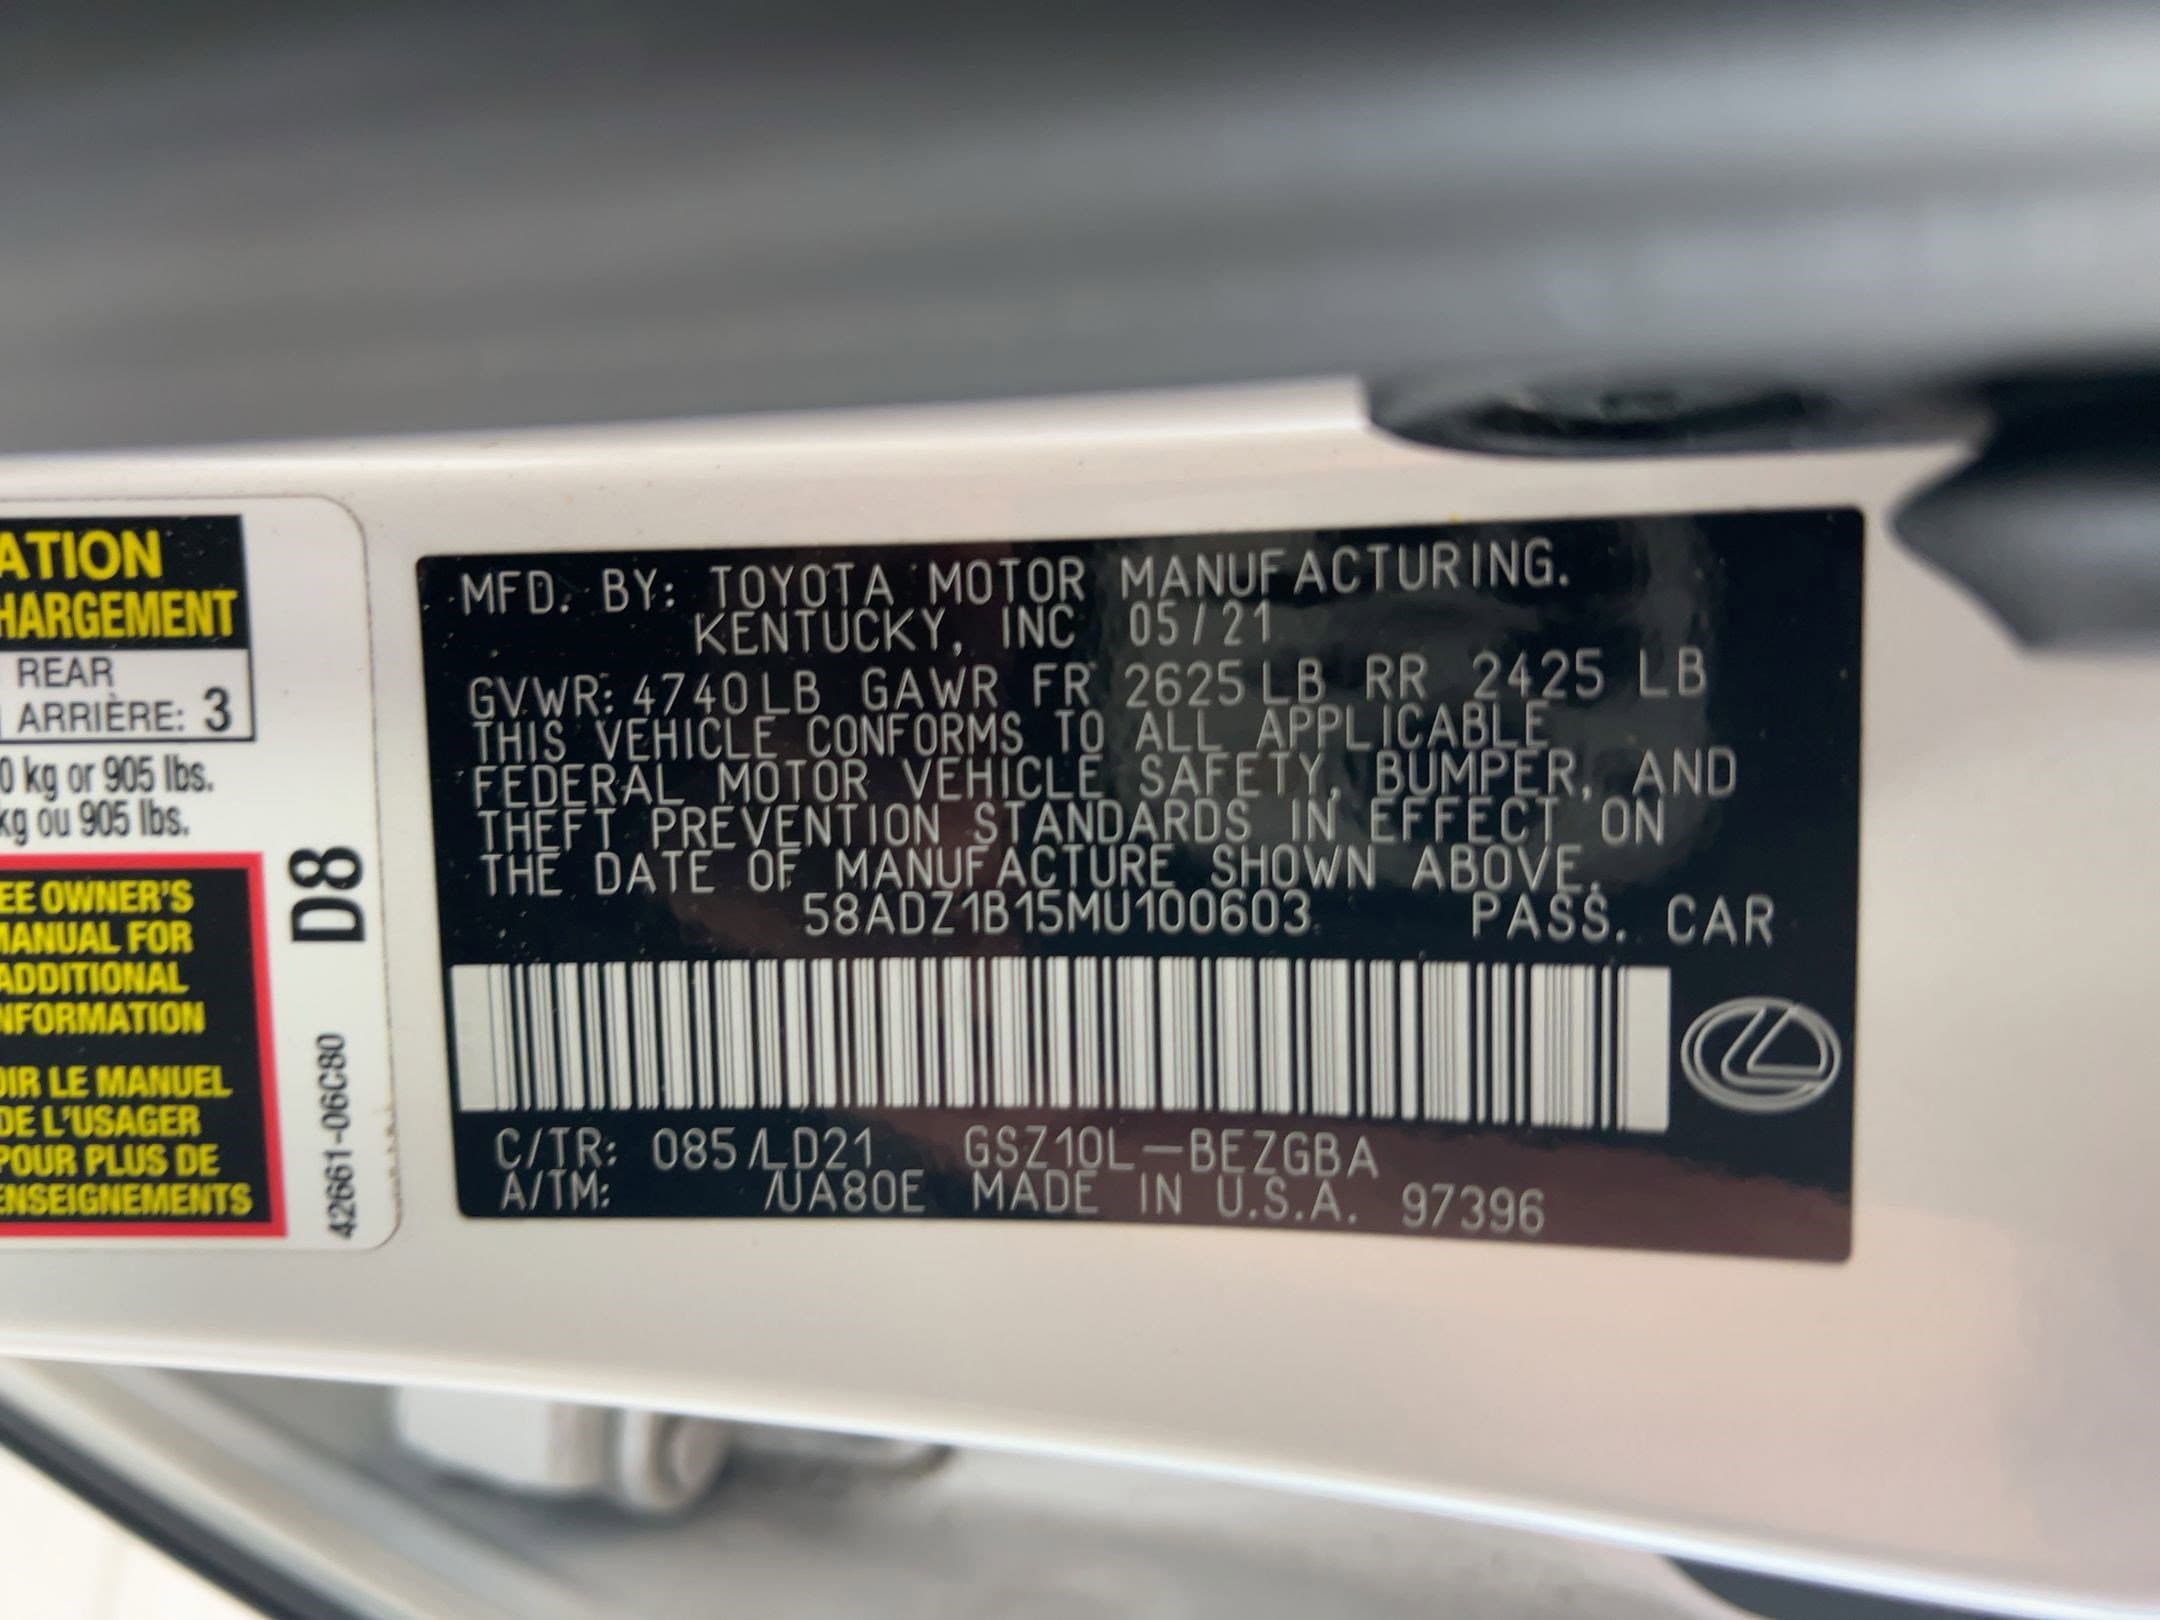 ATION
HARGEMENT
REAR
ARRIÈRE: 3
0 kg or 905 lbs.
kg ou 905 lbs.
EE OWNER'S
MANUAL FOR
ADDITIONAL
NFORMATION
OIR LE MANUEL
DE L'USAGER
POUR PLUS DE
ENSEIGNEMENTS
D8
42661-06C80
MFD. BY: TOYOTA MOTOR MANUFACTURING.
KENTUCKY, INC 05/21
GVWR: 4740LB GAWR FR 2625LB RR 2425 LB
THIS VEHICLE CONFORMS TO ALL APPLICABLE
FEDERAL MOTOR VEHICLE SAFETY, BUMPER, AND
THEFT PREVENTION STANDARDS IN EFFECT ON
THE DATE OF MANUFACTURE SHOWN ABOVE.
58ADZ1B15MU100603 PASS. CAR
C/TR: 085/LD21 GSZ10L-BEZGBA
A/TM: /UA80E MADE IN U.S.A. 97396